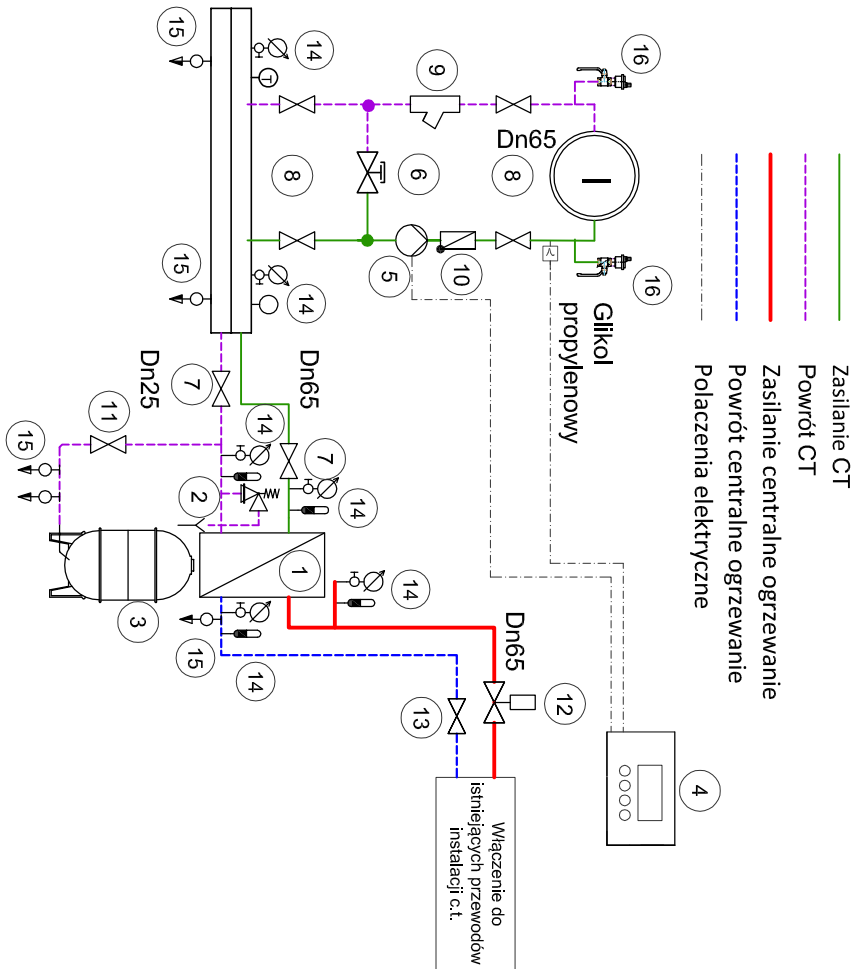 Zasilanie CT
Powrót CT
Zasilanie centralne ogrzewanie
Powrót centralne ogrzewanie
Polaczenia elektryczne
4
16
16
Glikol
propylenowy
12
Dn65
8
Dn65
Włączenie do
istniejących przewodów
instalacji c.t.
9
10
6
13
5
14
14
7
Dn65
14
8
14
1
T
14
14
15
15
7
2
15
Dn25
3
11
15